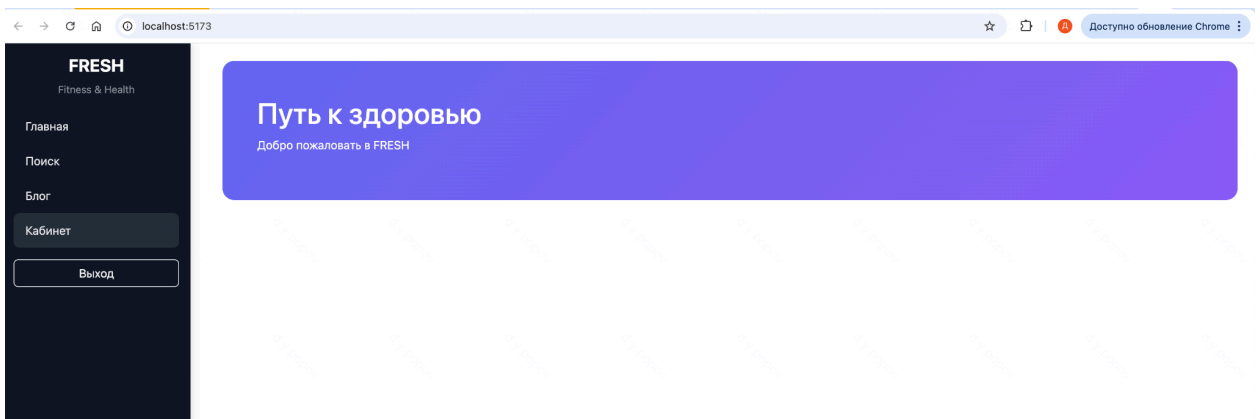 localhost:5173
Д
Доступно обновление Chrome
FRESH
Fitness & Health
Главная
Поиск
Блог
Кабинет
Выход
Путь к здоровью
Добро пожаловать в FRESH